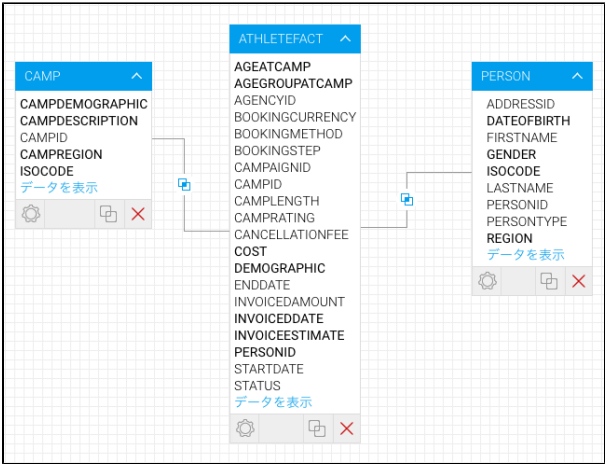 CAMP
CAMPDEMOGRAPHIC
CAMPDESCRIPTION
CAMPID
CAMPREGION
ISOCODE
データを表示
ATHLETEFACT
AGEATCAMP
AGEGROUPATCAMP
AGENCYID
BOOKINGCURRENCY
BOOKINGMETHOD
BOOKINGSTEP
CAMPAIGNID
CAMPID
CAMPLENGTH
CAMPRATING
CANCELLATIONFEE
COST
DEMOGRAPHIC
ENDDATE
INVOICEDAMOUNT
INVOICEDDATE
INVOICEESTIMATE
PERSONID
STARTDATE
STATUS
データを表示
PERSON
ADDRESSID
DATEOFBIRTH
FIRSTNAME
GENDER
ISOCODE
LASTNAME
PERSONID
PERSONTYPE
REGION
データを表示